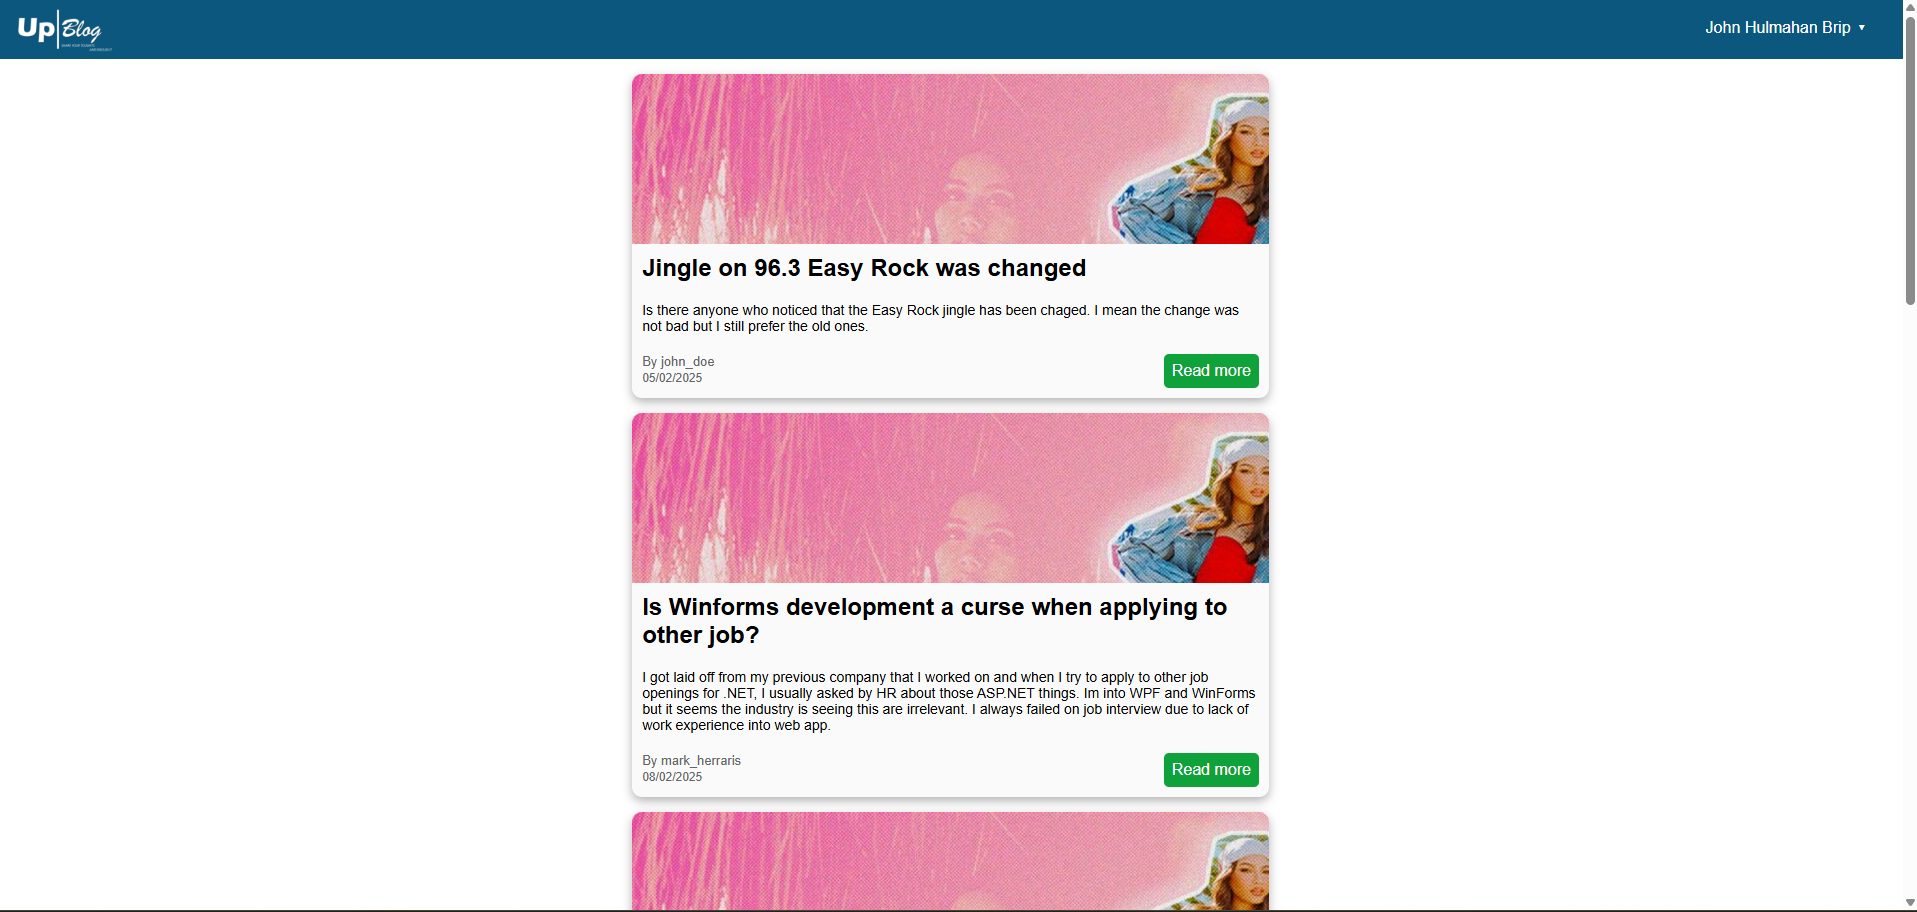 Up Blog
John Hulmahan Brip
Jingle on 96.3 Easy Rock was changed
Is there anyone who noticed that the Easy Rock jingle has been chaged. I mean the change was
not bad but I still prefer the old ones.
By john_doe
05/02/2025
Read more
Is Winforms development a curse when applying to
other job?
I got laid off from my previous company that I worked on and when I try to apply to other job
openings for .NET, I usually asked by HR about those ASP.NET things. Im into WPF and WinForms
but it seems the industry is seeing this are irrelevant. I always failed on job interview due to lack of
work experience into web app.
By mark_herraris
08/02/2025
Read more